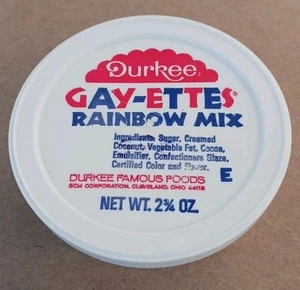 Durkee
GAY-ETTES®
RAINBOW MIX
Ingredients: Sugar, Creamed
Coconut, Vegetable Fat, Cocoa,
Emulsifier, Confectioners Glaze,
Certified Color and Flavor.
E
DURKEE FAMOUS FOODS
SCM CORPORATION, CLEVELAND, OHIO 44115
NET WT. 2¾ OZ.